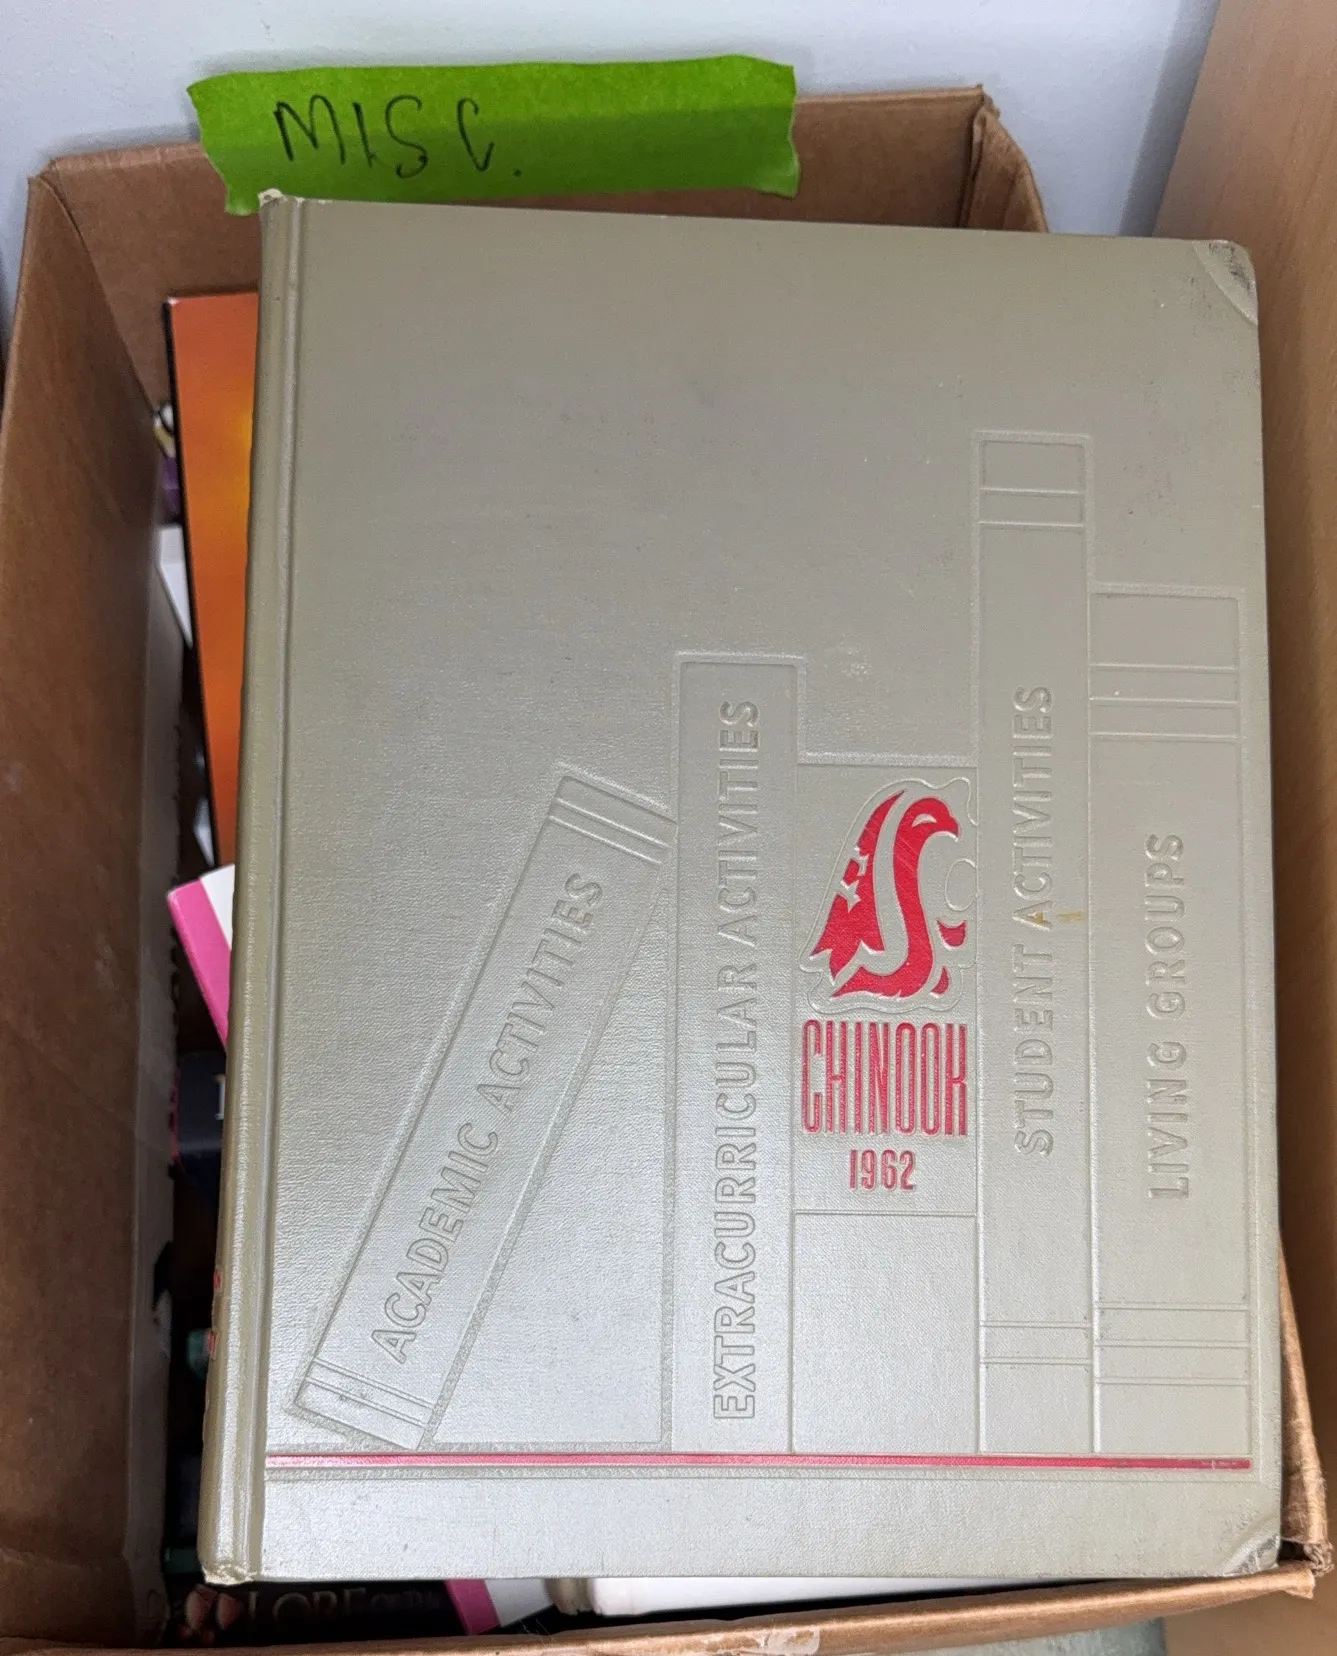 MISC.
ACADEMIC ACTIVITIES
EXTRACURRICULAR ACTIVITIES
CHINOOK
1962
STUDENT ACTIVITIES
LIVING GROUPS